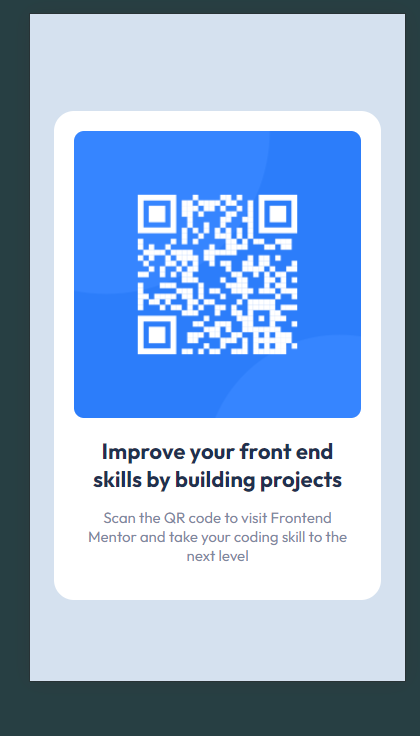 Improve your front end
skills by building projects
Scan the QR code to visit Frontend
Mentor and take your coding skill to the
next level